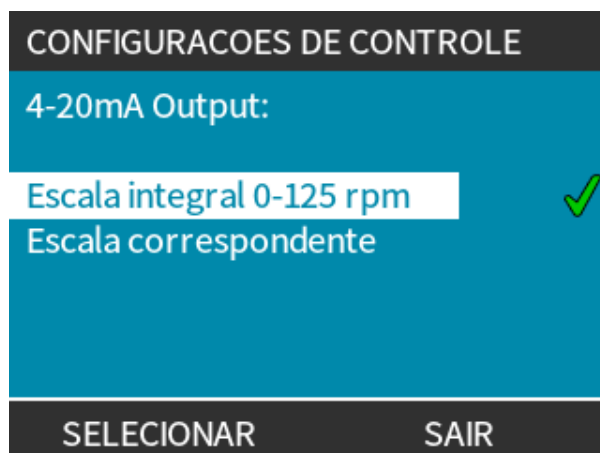 CONFIGURACOES DE CONTROLE
4-20mA Output:
Escala integral 0-125 rpm
Escala correspondente
SELECIONAR SAIR